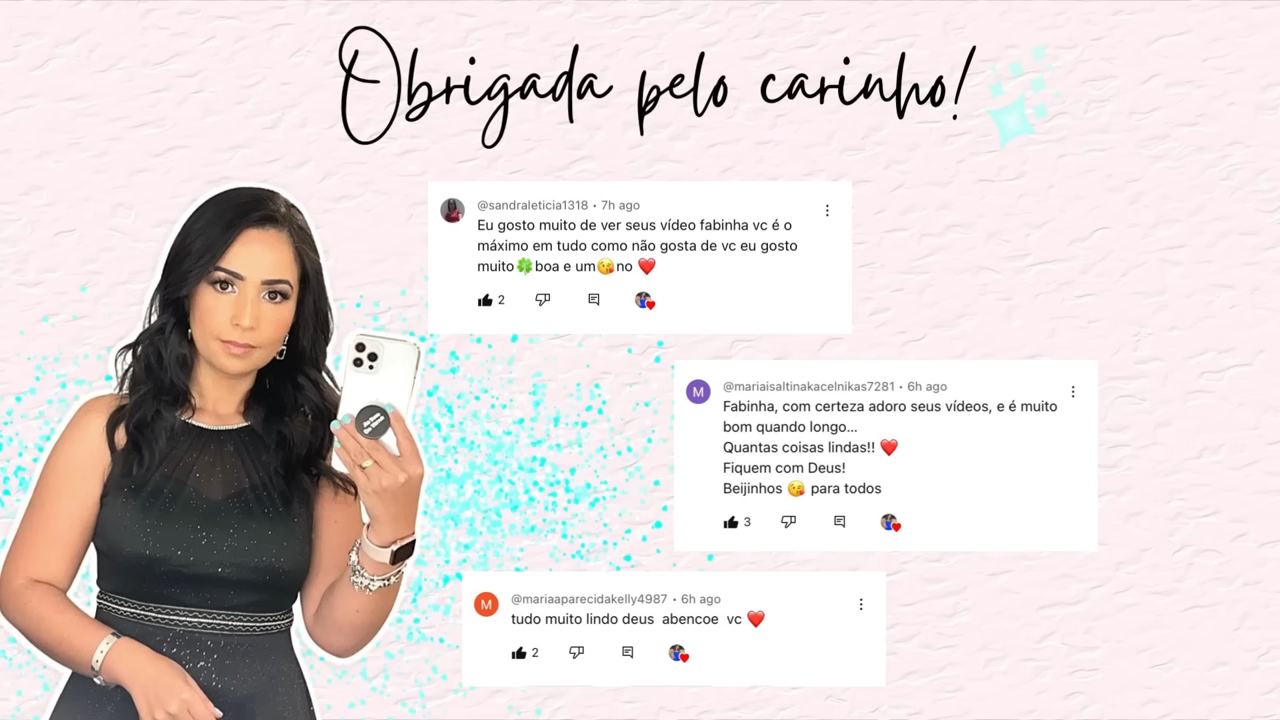 Obrigada pelo carinho!
@sandraleticia1318 • 7h ago
Eu gosto muito de ver seus vídeo fabinha vc é o
máximo em tudo como não gosta de vc eu gosto
muito🍀boa e um😘no ❤️
2
@mariaisaltinakacelnikas7281 • 6h ago
M
Fabinha, com certeza adoro seus vídeos, e é muito
bom quando longo...
Quantas coisas lindas!! ❤️
Fiquem com Deus!
Beijinhos 😘 para todos
3
@mariaaparecidakelly4987 • 6h ago
M
tudo muito lindo deus  abencoe  vc ❤️
2